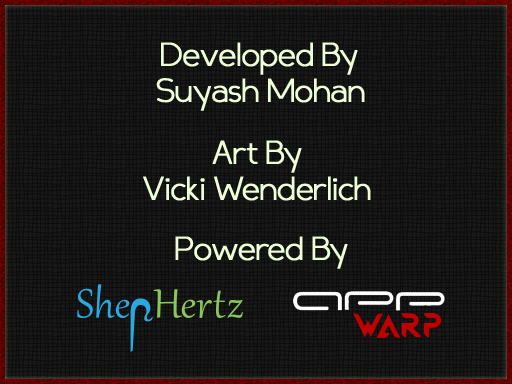 Developed By
Suyash Mohan
Art By
Vicki Wenderlich
Powered By
ShepHertz
APP
WARP